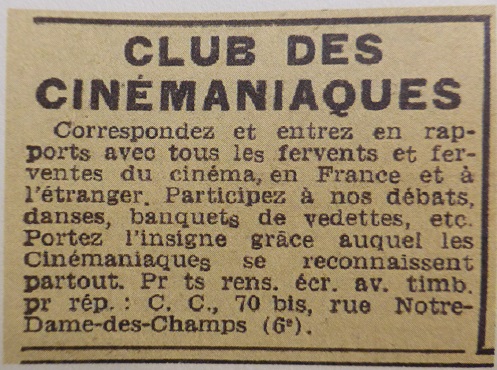 CLUB DES
CINÉMANIAQUES
Correspondez et entrez en rap-
ports avec tous les fervents et fer-
ventes du cinéma, en France et à
l'étranger. Participez à nos débats,
danses, banquets de vedettes, etc.
Portez l'insigne grâce auquel les
Cinémaniaques se reconnaissent
partout. Pr ts rens. écr. av. timb.
pr rép. : C. C., 70 bis, rue Notre-
Dame-des-Champs (6e).